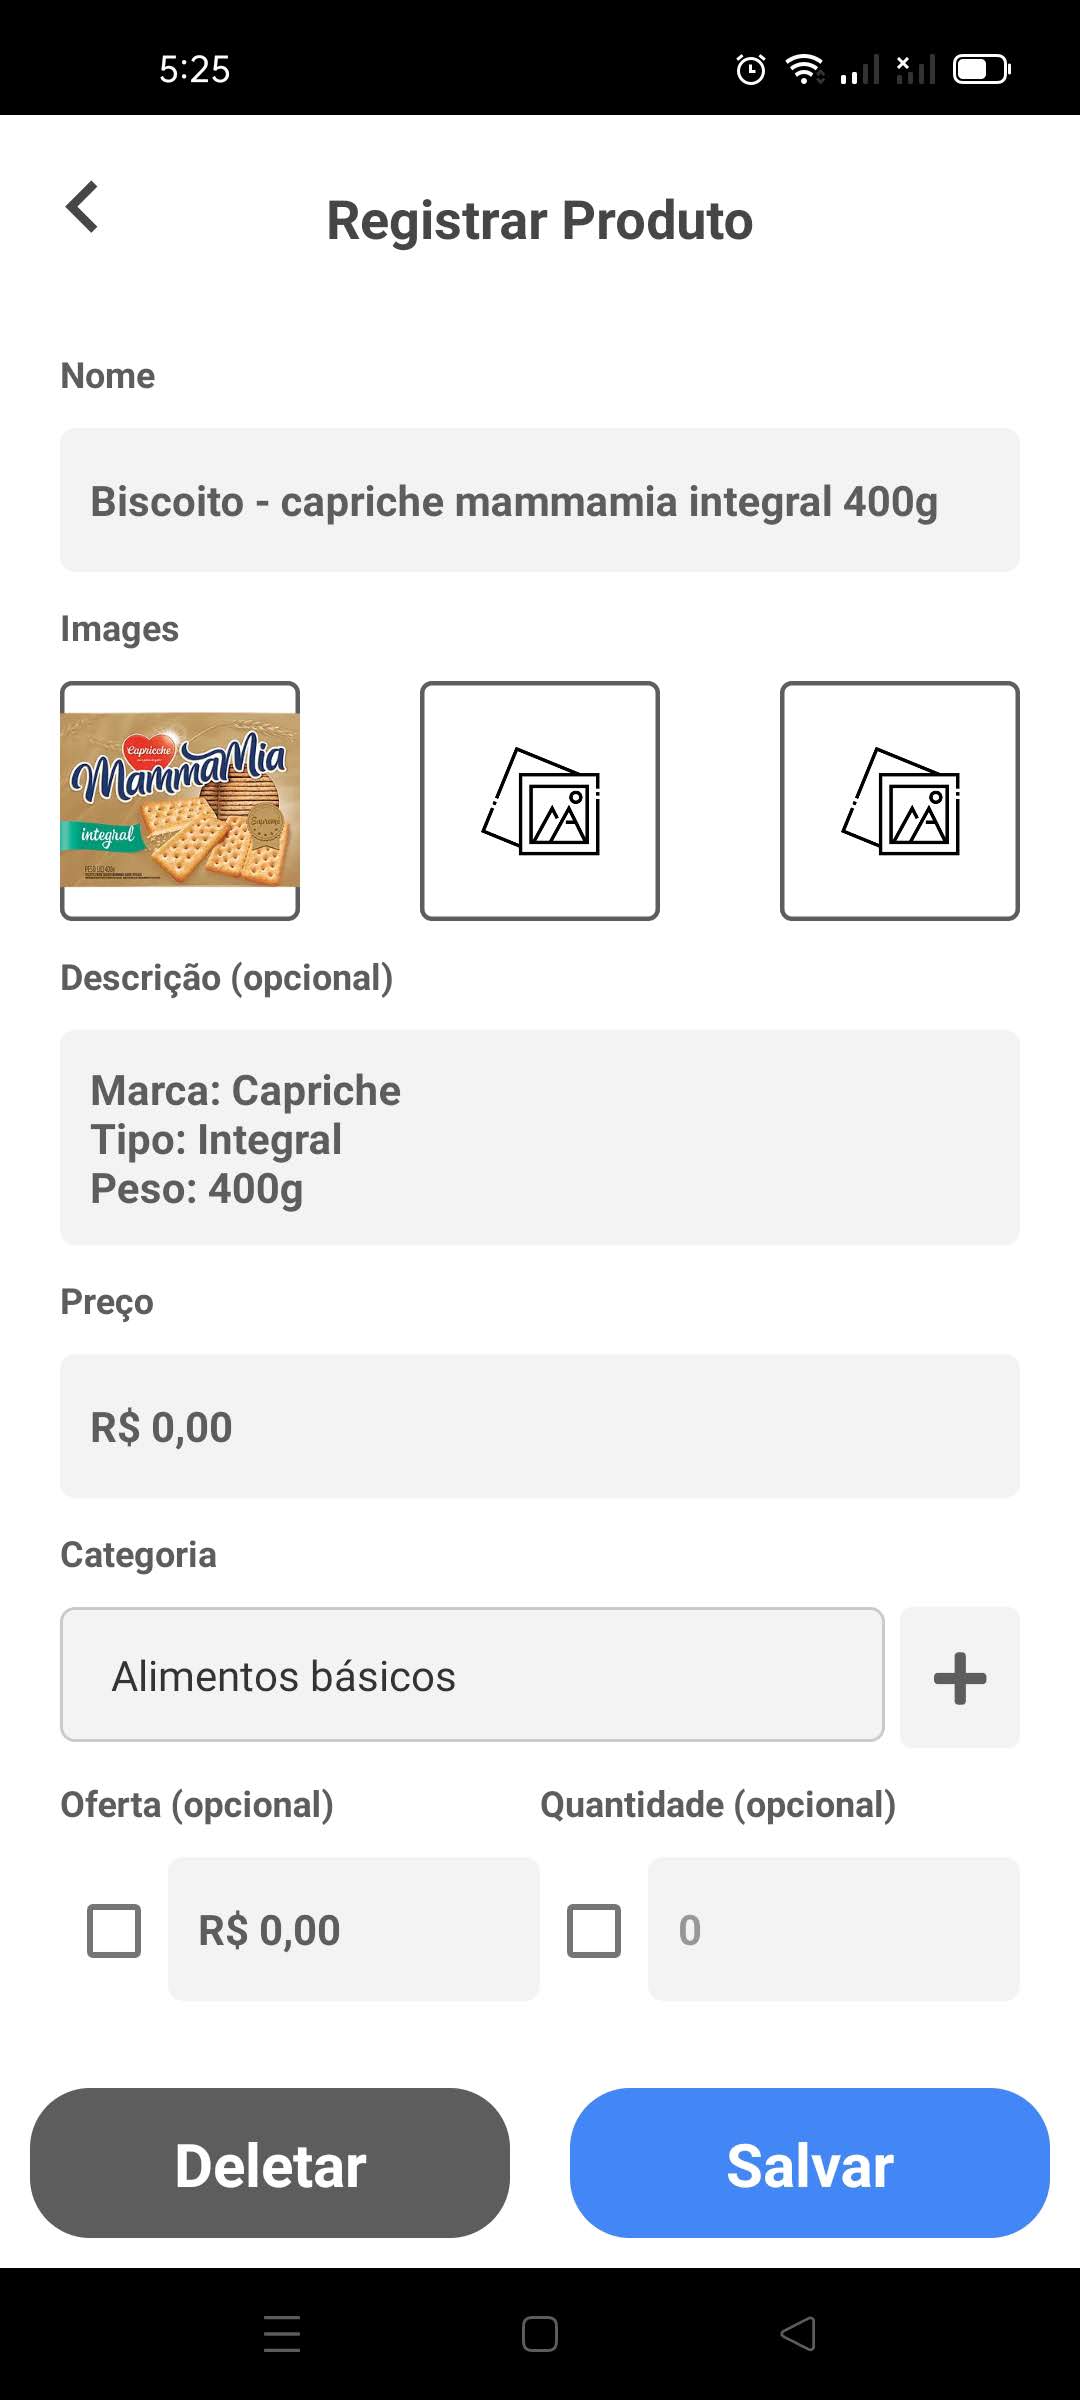 5:25
Registrar Produto
Nome
Biscoito - capriche mammamia integral 400g
Images
Capricche
MammaMia
integral
Supreme
Descrição (opcional)
Marca: Capriche
Tipo: Integral
Peso: 400g
Preço
R$ 0,00
Categoria
Alimentos básicos
Oferta (opcional)
Quantidade (opcional)
R$ 0,00
0
Deletar
Salvar